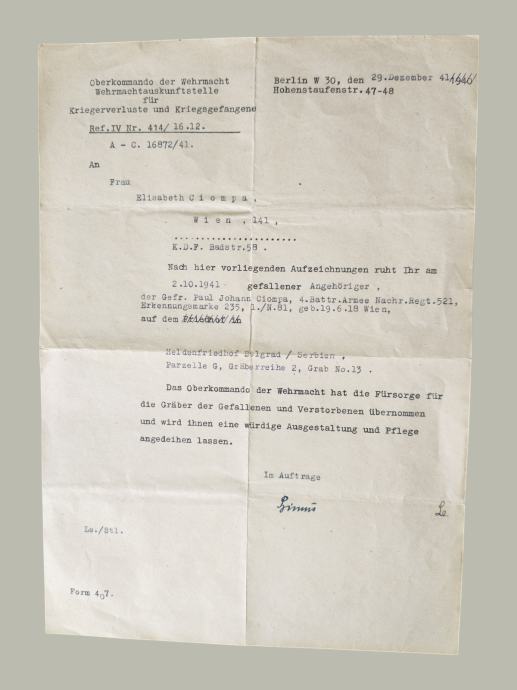 Oberkommando der Wehrmacht
Wehrmachtauskunftstelle
für
Kriegerverluste und Kriegsgefangene
Berlin W 30, den 29.Dezember 41
Hohenstaufenstr. 47-48
Ref.IV Nr. 414/ 16.12.
A - C. 16872/41.
An
Frau
Elisabeth C i o m p a ,
W i e n , 141 ,
K.D.F. Badstr.58 .
Nach hier vorliegenden Aufzeichnungen ruht Ihr am
2.10.1941 gefallener Angehöriger ,
der Gefr. Paul Johann Ciompa, 4.Battr.Armee Nachr.Regt.521,
Erkennungsmarke 235, 1./N.81, geb.19.6.18 Wien,
auf dem Friedhof in
Heldenfriedhof Belgrad / Serbien ,
Parzelle G, Gräberreihe 2, Grab No.13 .
Das Oberkommando der Wehrmacht hat die Fürsorge für
die Gräber der Gefallenen und Verstorbenen übernommen
und wird ihnen eine würdige Ausgestaltung und Pflege
angedeihen lassen.
Im Auftrage
Le.
Le./Stl.
Form 407.